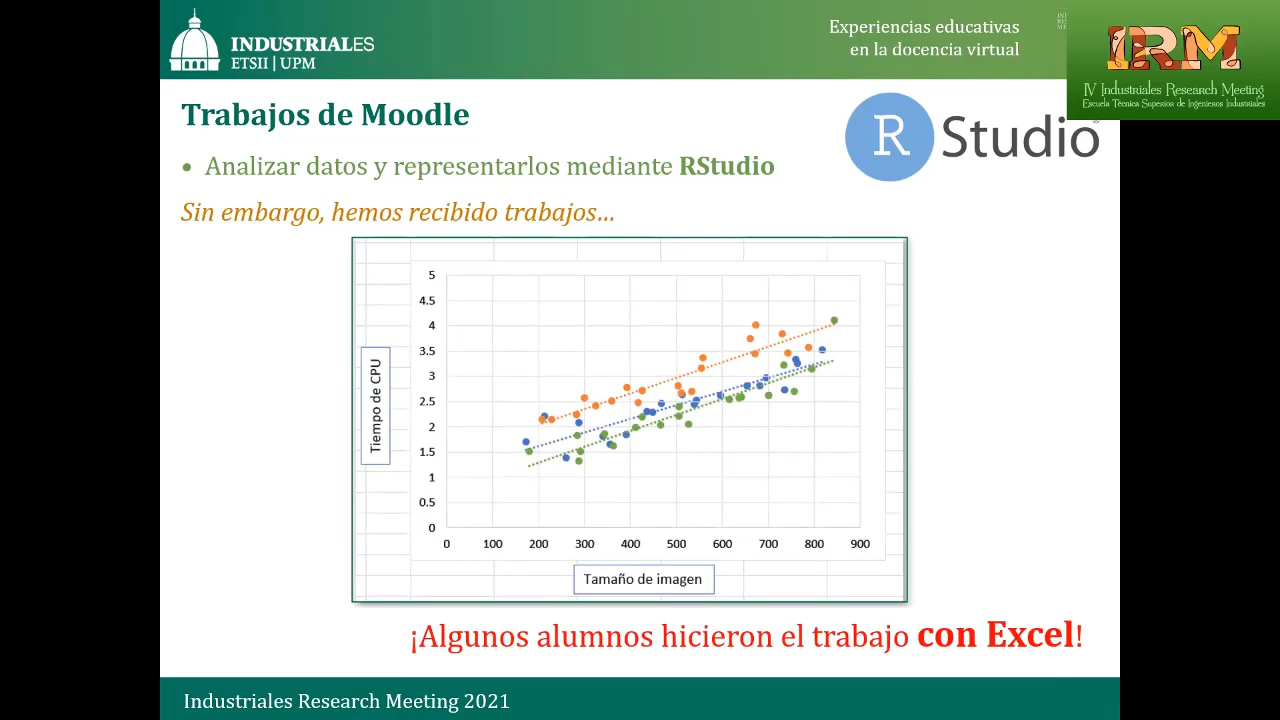 INDUSTRIALES
ETSII | UPM
Experiencias educativas
en la docencia virtual
IRM
IV Industriales Research Meeting
Escuela Técnica Superior de Ingenieros Industriales
Trabajos de Moodle
R Studio
• Analizar datos y representarlos mediante RStudio
Sin embargo, hemos recibido trabajos...
5
4.5
4
3.5
3
2.5
2
1.5
1
0.5
0
Tiempo de CPU
0 100 200 300 400 500 600 700 800 900
Tamaño de imagen
¡Algunos alumnos hicieron el trabajo con Excel!
Industriales Research Meeting 2021